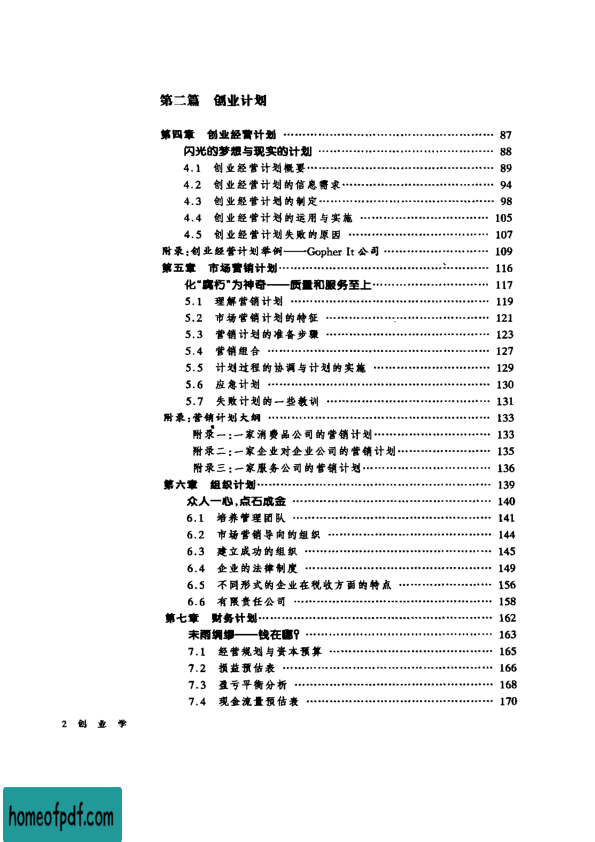 第二篇 创业计划
第四章 创业经营计划 …… 87
闪光的梦想与现实的计划 …… 88
4.1 创业经营计划概要 …… 89
4.2 创业经营计划的信息需求 …… 94
4.3 创业经营计划的制定 …… 98
4.4 创业经营计划的运用与实施 …… 105
4.5 创业经营计划失败的原因 …… 107
附录:创业经营计划举例——Gopher It 公司 …… 109
第五章 市场营销计划 …… 116
化“腐朽”为神奇——质量和服务至上 …… 117
5.1 理解营销计划 …… 119
5.2 市场营销计划的特征 …… 121
5.3 营销计划的准备步骤 …… 123
5.4 营销组合 …… 127
5.5 计划过程的协调与计划的实施 …… 129
5.6 应急计划 …… 130
5.7 失败计划的一些教训 …… 131
附录:营销计划大纲 …… 133
附录一:一家消费品公司的营销计划 …… 133
附录二:一家企业对企业公司的营销计划 …… 135
附录三:一家服务公司的营销计划 …… 136
第六章 组织计划 …… 139
众人一心,点石成金 …… 140
6.1 培养管理团队 …… 141
6.2 市场营销导向的组织 …… 144
6.3 建立成功的组织 …… 145
6.4 企业的法律制度 …… 149
6.5 不同形式的企业在税收方面的特点 …… 156
6.6 有限责任公司 …… 158
第七章 财务计划 …… 162
未雨绸缪——钱在哪? …… 163
7.1 经营规划与资本预算 …… 165
7.2 损益预估表 …… 166
7.3 盈亏平衡分析 …… 168
7.4 现金流量预估表 …… 170
2 创业学
homeofpdf.com